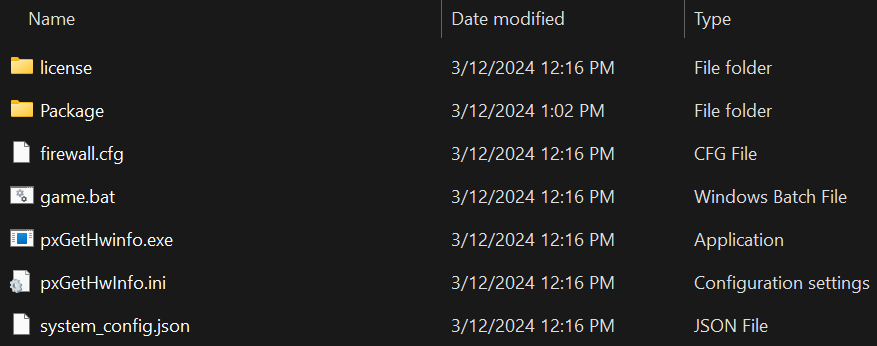 Name Date modified Type
license 3/12/2024 12:16 PM File folder
Package 3/12/2024 1:02 PM File folder
firewall.cfg 3/12/2024 12:16 PM CFG File
game.bat 3/12/2024 12:16 PM Windows Batch File
pxGetHwinfo.exe 3/12/2024 12:16 PM Application
pxGetHwInfo.ini 3/12/2024 12:16 PM Configuration settings
system_config.json 3/12/2024 12:16 PM JSON File